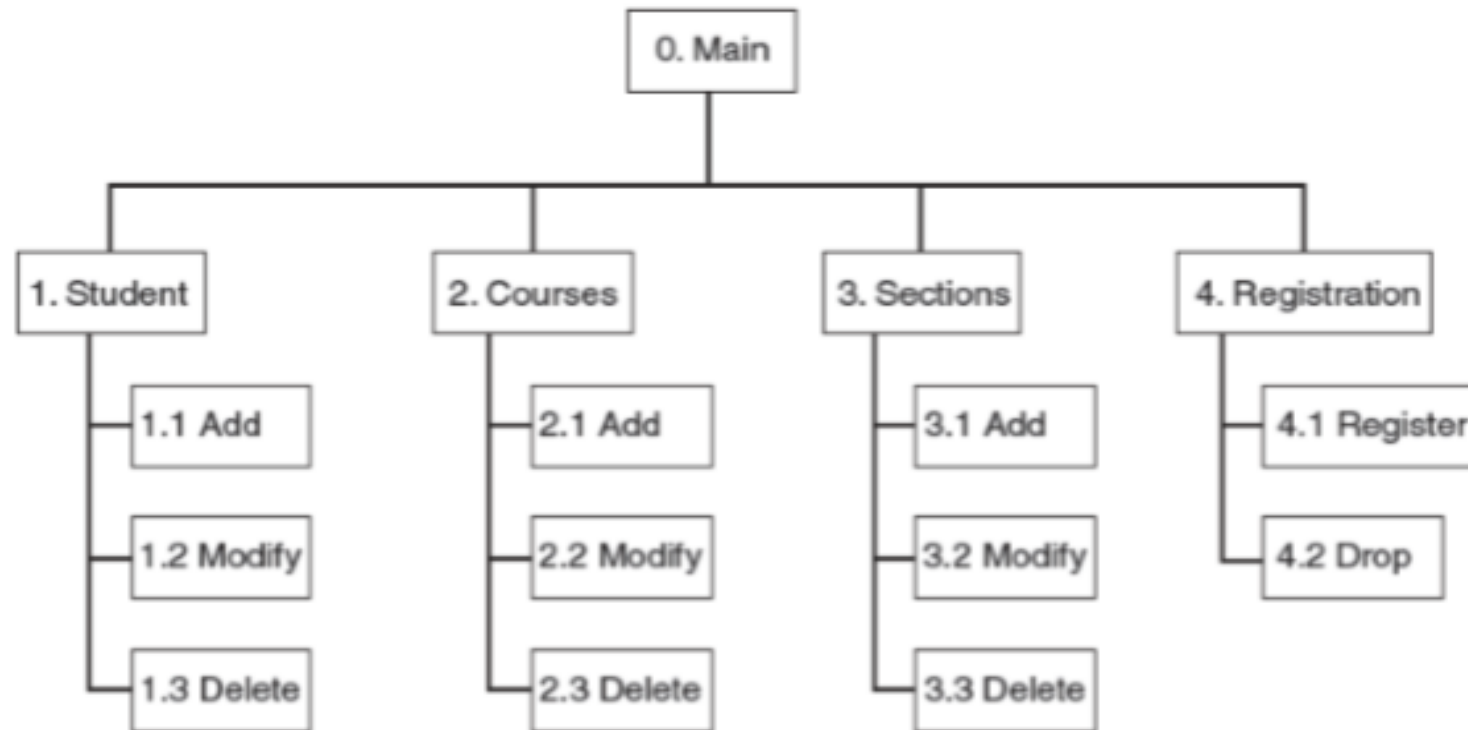 0. Main
1. Student
2. Courses
3. Sections
4. Registration
1.1 Add
2.1 Add
3.1 Add
4.1 Register
1.2 Modify
2.2 Modify
3.2 Modify
4.2 Drop
1.3 Delete
2.3 Delete
3.3 Delete